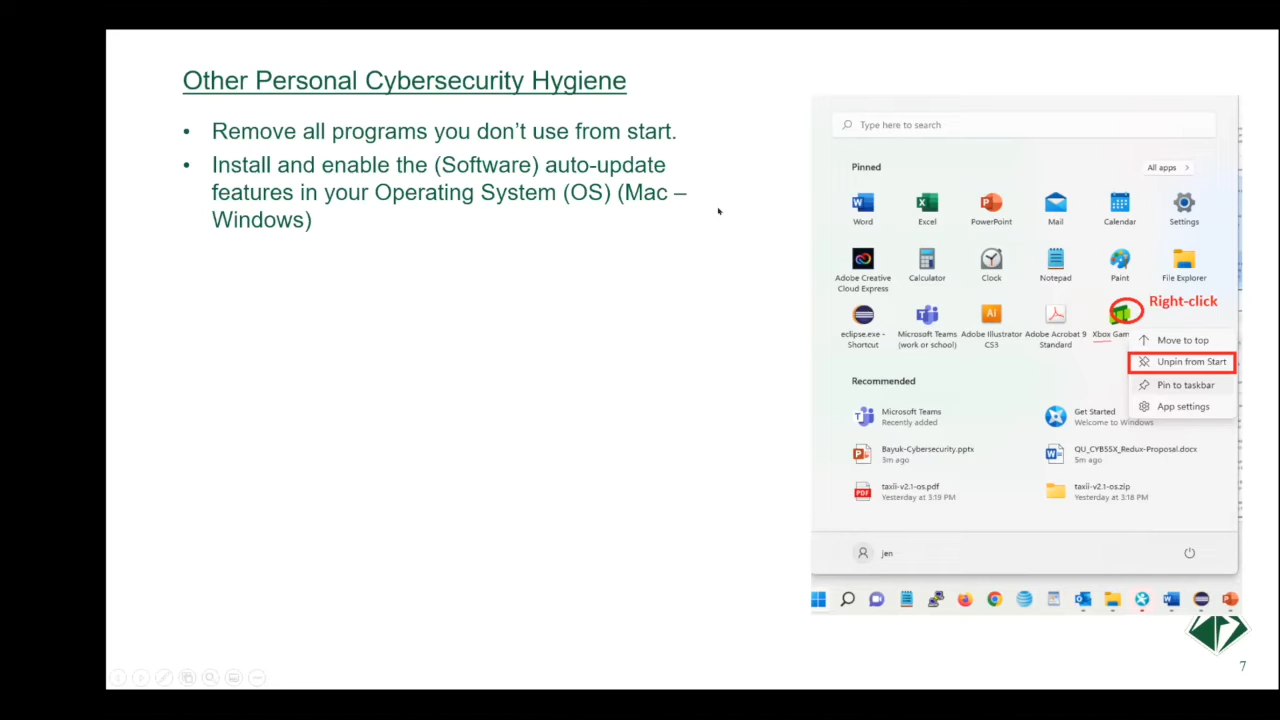 Other Personal Cybersecurity Hygiene
• Remove all programs you don't use from start.
• Install and enable the (Software) auto-update
features in your Operating System (OS) (Mac –
Windows)
Type here to search
Pinned
All apps
Word
Excel
PowerPoint
Mail
Calendar
Settings
Adobe Creative
Cloud Express
Calculator
Clock
Notepad
Paint
File Explorer
Right-click
eclipse.exe -
Shortcut
Microsoft Teams
(work or school)
Adobe Illustrator
CS3
Adobe Acrobat 9
Standard
Xbox Gam
Move to top
Unpin from Start
Pin to taskbar
App settings
Recommended
Microsoft Teams
Recently added
Get Started
Welcome to Windows
Bayuk-Cybersecurity.pptx
3m ago
QU_CYB55X_Redux-Proposal.docx
5m ago
taxii-v2.1-os.pdf
Yesterday at 3:19 PM
taxii-v2.1-os.zip
Yesterday at 3:18 PM
jen
7